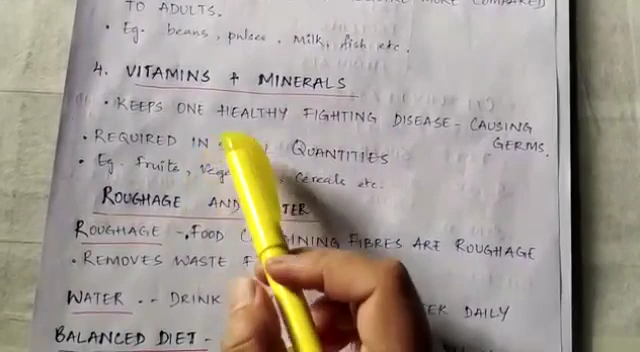 TO ADULTS. MORE COMPARED
• Eg. beans, pulses, Milk, fish etc.
4. VITAMINS + MINERALS
• KEEPS ONE HEALTHY FIGHTING DISEASE - CAUSING
GERMS.
• REQUIRED IN QUANTITIES
• Eg. fruits, cereals etc.
ROUGHAGE AND
ROUGHAGE - FOOD FIBRES ARE ROUGHAGE
• REMOVES WASTE
WATER - DRINK DAILY
BALANCED DIET -